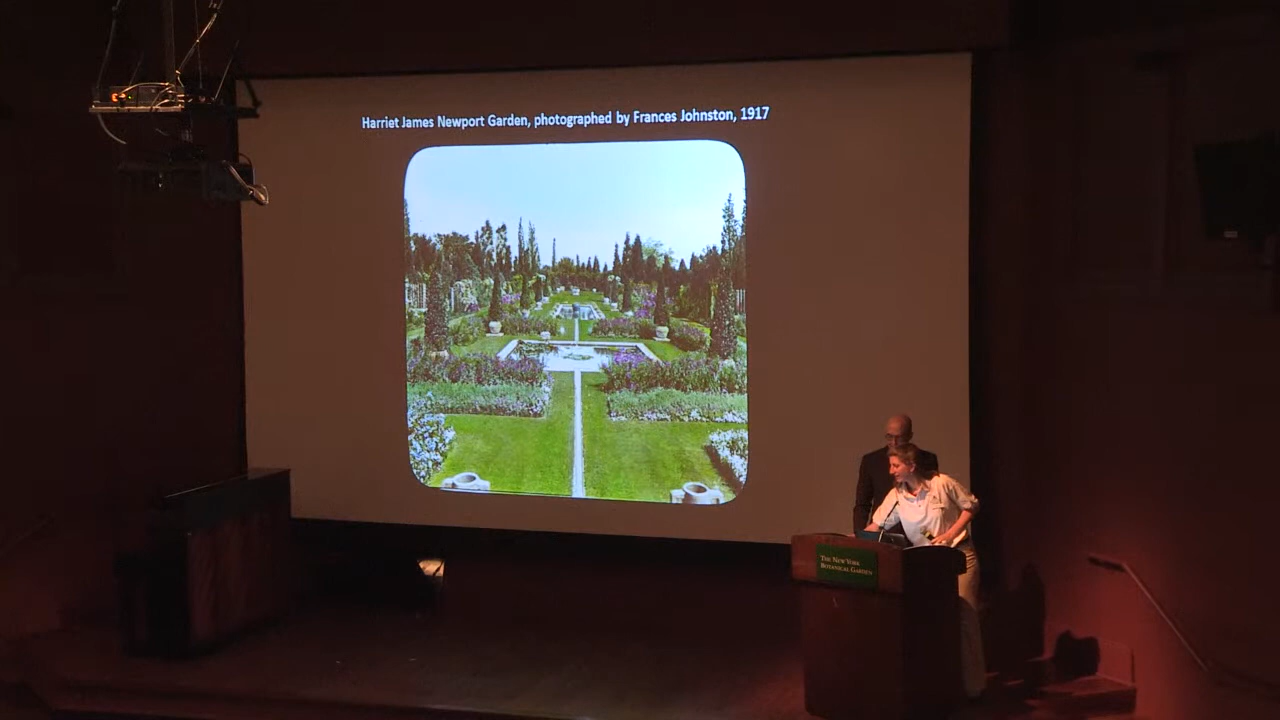 Harriet James Newport Garden, photographed by Frances Johnston, 1917
THE NEW YORK
BOTANICAL GARDEN